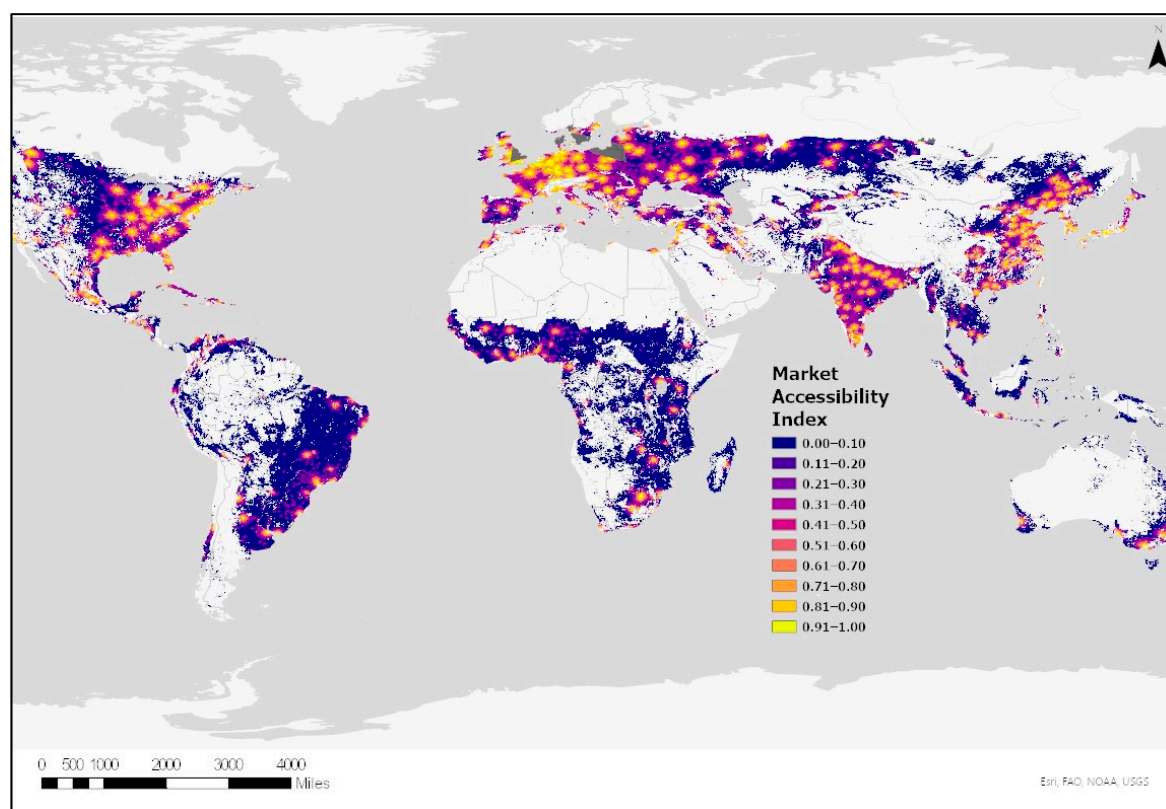 N
Market
Accessibility
Index
0.00–0.10
0.11–0.20
0.21–0.30
0.31–0.40
0.41–0.50
0.51–0.60
0.61–0.70
0.71–0.80
0.81–0.90
0.91–1.00
0 500 1000 2000 3000 4000
Miles
Esri, FAO, NOAA, USGS